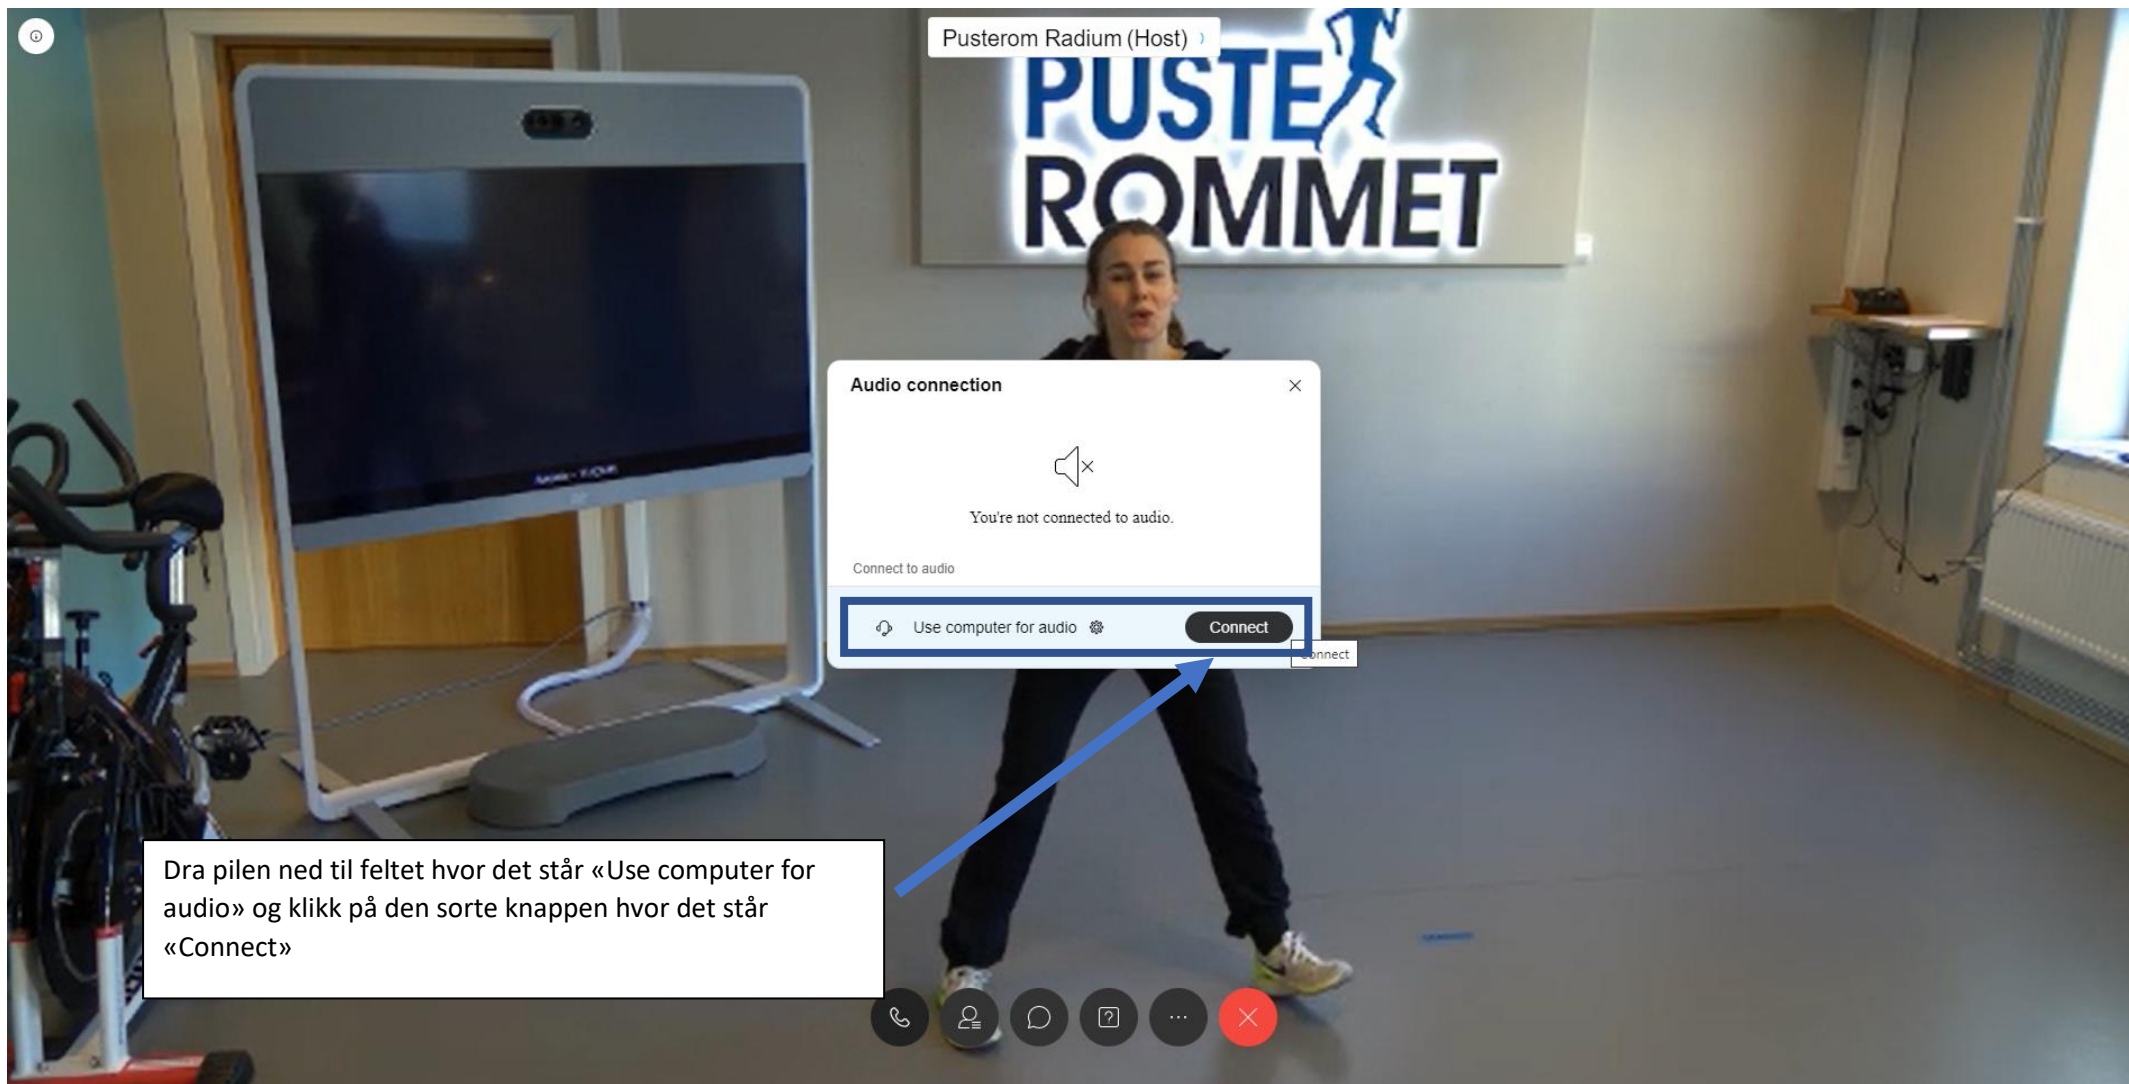 Pusterom Radium (Host)
PUSTE
ROMMET
Audio connection
You're not connected to audio.
Connect to audio
Use computer for audio
Connect
Connect
Dra pilen ned til feltet hvor det står «Use computer for
audio» og klikk på den sorte knappen hvor det står
«Connect»